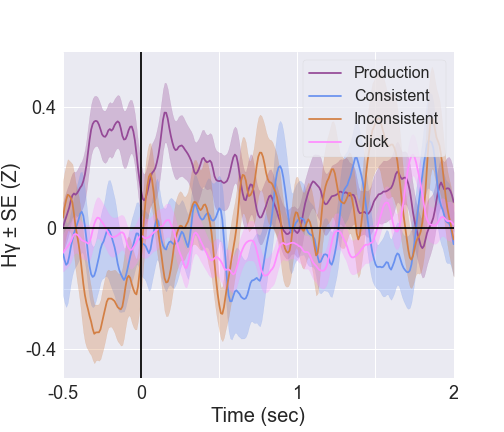 Production
Consistent
Inconsistent
Click
0.4
0
-0.4
Hγ ± SE (Z)
-0.5
0
1
2
Time (sec)